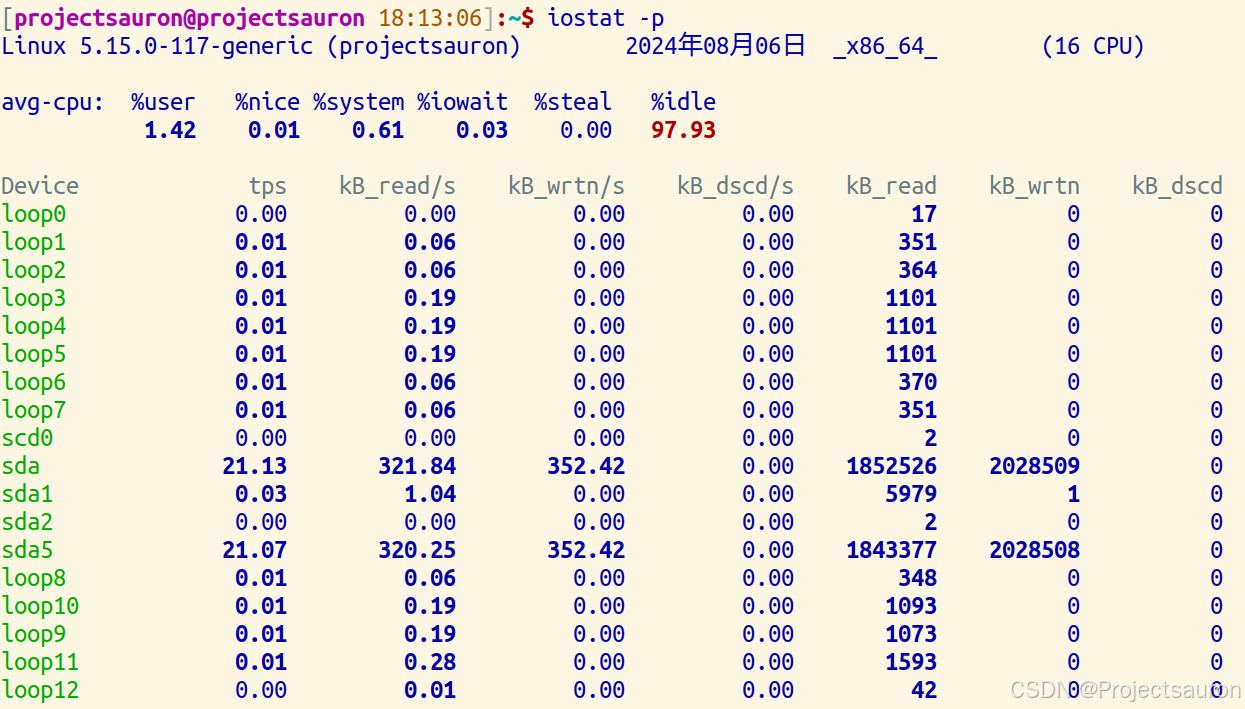 [projectsauron@projectsauron 18:13:06]:~$ iostat -p
Linux 5.15.0-117-generic (projectsauron) 2024年08月06日 _x86_64_ (16 CPU)
avg-cpu: %user %nice %system %iowait %steal %idle
1.42 0.01 0.61 0.03 0.00 97.93
Device tps kB_read/s kB_wrtn/s kB_dscd/s kB_read kB_wrtn kB_dscd
loop0 0.00 0.00 0.00 0.00 17 0 0
loop1 0.01 0.06 0.00 0.00 351 0 0
loop2 0.01 0.06 0.00 0.00 364 0 0
loop3 0.01 0.19 0.00 0.00 1101 0 0
loop4 0.01 0.19 0.00 0.00 1101 0 0
loop5 0.01 0.19 0.00 0.00 1101 0 0
loop6 0.01 0.06 0.00 0.00 370 0 0
loop7 0.01 0.06 0.00 0.00 351 0 0
scd0 0.00 0.00 0.00 0.00 2 0 0
sda 21.13 321.84 352.42 0.00 1852526 2028509 0
sda1 0.03 1.04 0.00 0.00 5979 1 0
sda2 0.00 0.00 0.00 0.00 2 0 0
sda5 21.07 320.25 352.42 0.00 1843377 2028508 0
loop8 0.01 0.06 0.00 0.00 348 0 0
loop10 0.01 0.19 0.00 0.00 1093 0 0
loop9 0.01 0.19 0.00 0.00 1073 0 0
loop11 0.01 0.28 0.00 0.00 1593 0 0
loop12 0.00 0.01 0.00 0.00 42 0 0
CSDN @Projectsauron